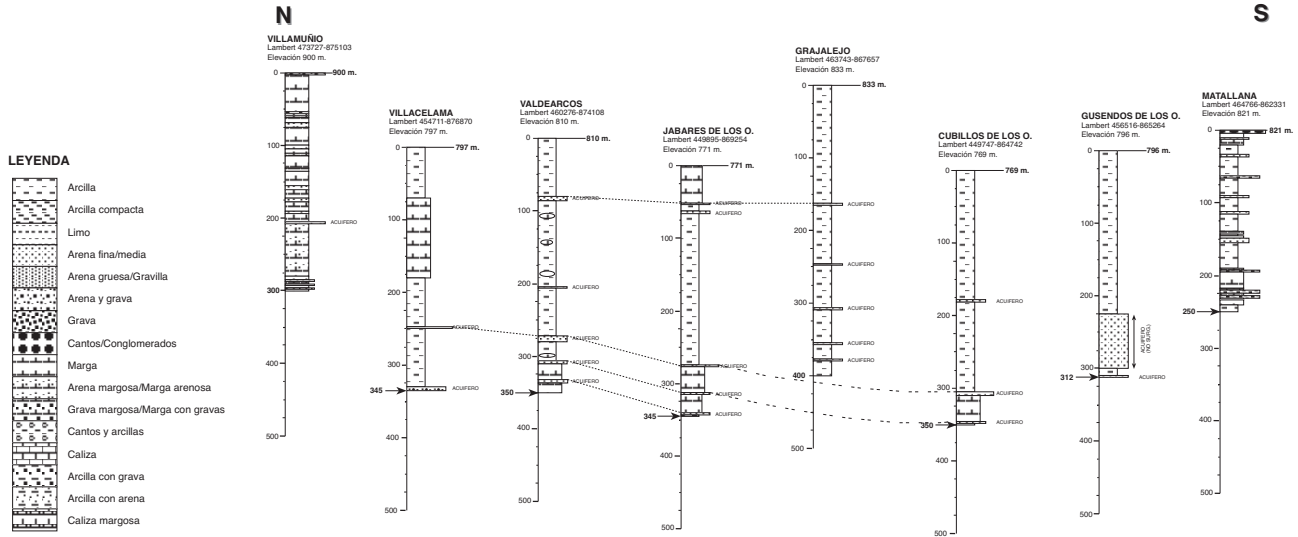 N
S
VILLAMUÑIO
Lambert 473727-875103
Elevación 900 m.
0
900 m.
100
200
ACUIFERO
300
400
500
VILLACELAMA
Lambert 454711-876870
Elevación 797 m.
0
797 m.
100
200
ACUIFERO
300
345
ACUIFERO
400
500
VALDEARCOS
Lambert 460276-874108
Elevación 810 m.
0
810 m.
ACUIFERO
100
200
ACUIFERO
ACUIFERO
300
ACUIFERO
ACUIFERO
350
400
500
JABARES DE LOS O.
Lambert 449895-869254
Elevación 771 m.
0
771 m.
ACUIFERO
ACUIFERO
100
200
ACUIFERO
300
ACUIFERO
ACUIFERO
345
400
500
GRAJALEJO
Lambert 463743-867657
Elevación 833 m.
0
833 m.
100
ACUIFERO
200
ACUIFERO
300
ACUIFERO
ACUIFERO
ACUIFERO
400
500
CUBILLOS DE LOS O.
Lambert 449747-864742
Elevación 769 m.
0
769 m.
100
ACUIFERO
200
300
ACUIFERO
350
ACUIFERO
400
500
GUSENDOS DE LOS O.
Lambert 456516-865264
Elevación 796 m.
0
796 m.
100
200
ACUIFERO
(NO SURG.)
300
312
ACUIFERO
400
500
MATALLANA
Lambert 464766-862331
Elevación 821 m.
0
821 m.
100
200
250
300
400
500
LEYENDA
Arcilla
Arcilla compacta
Limo
Arena fina/media
Arena gruesa/Gravilla
Arena y grava
Grava
Cantos/Conglomerados
Marga
Arena margosa/Marga arenosa
Grava margosa/Marga con gravas
Cantos y arcillas
Caliza
Arcilla con grava
Arcilla con arena
Caliza margosa